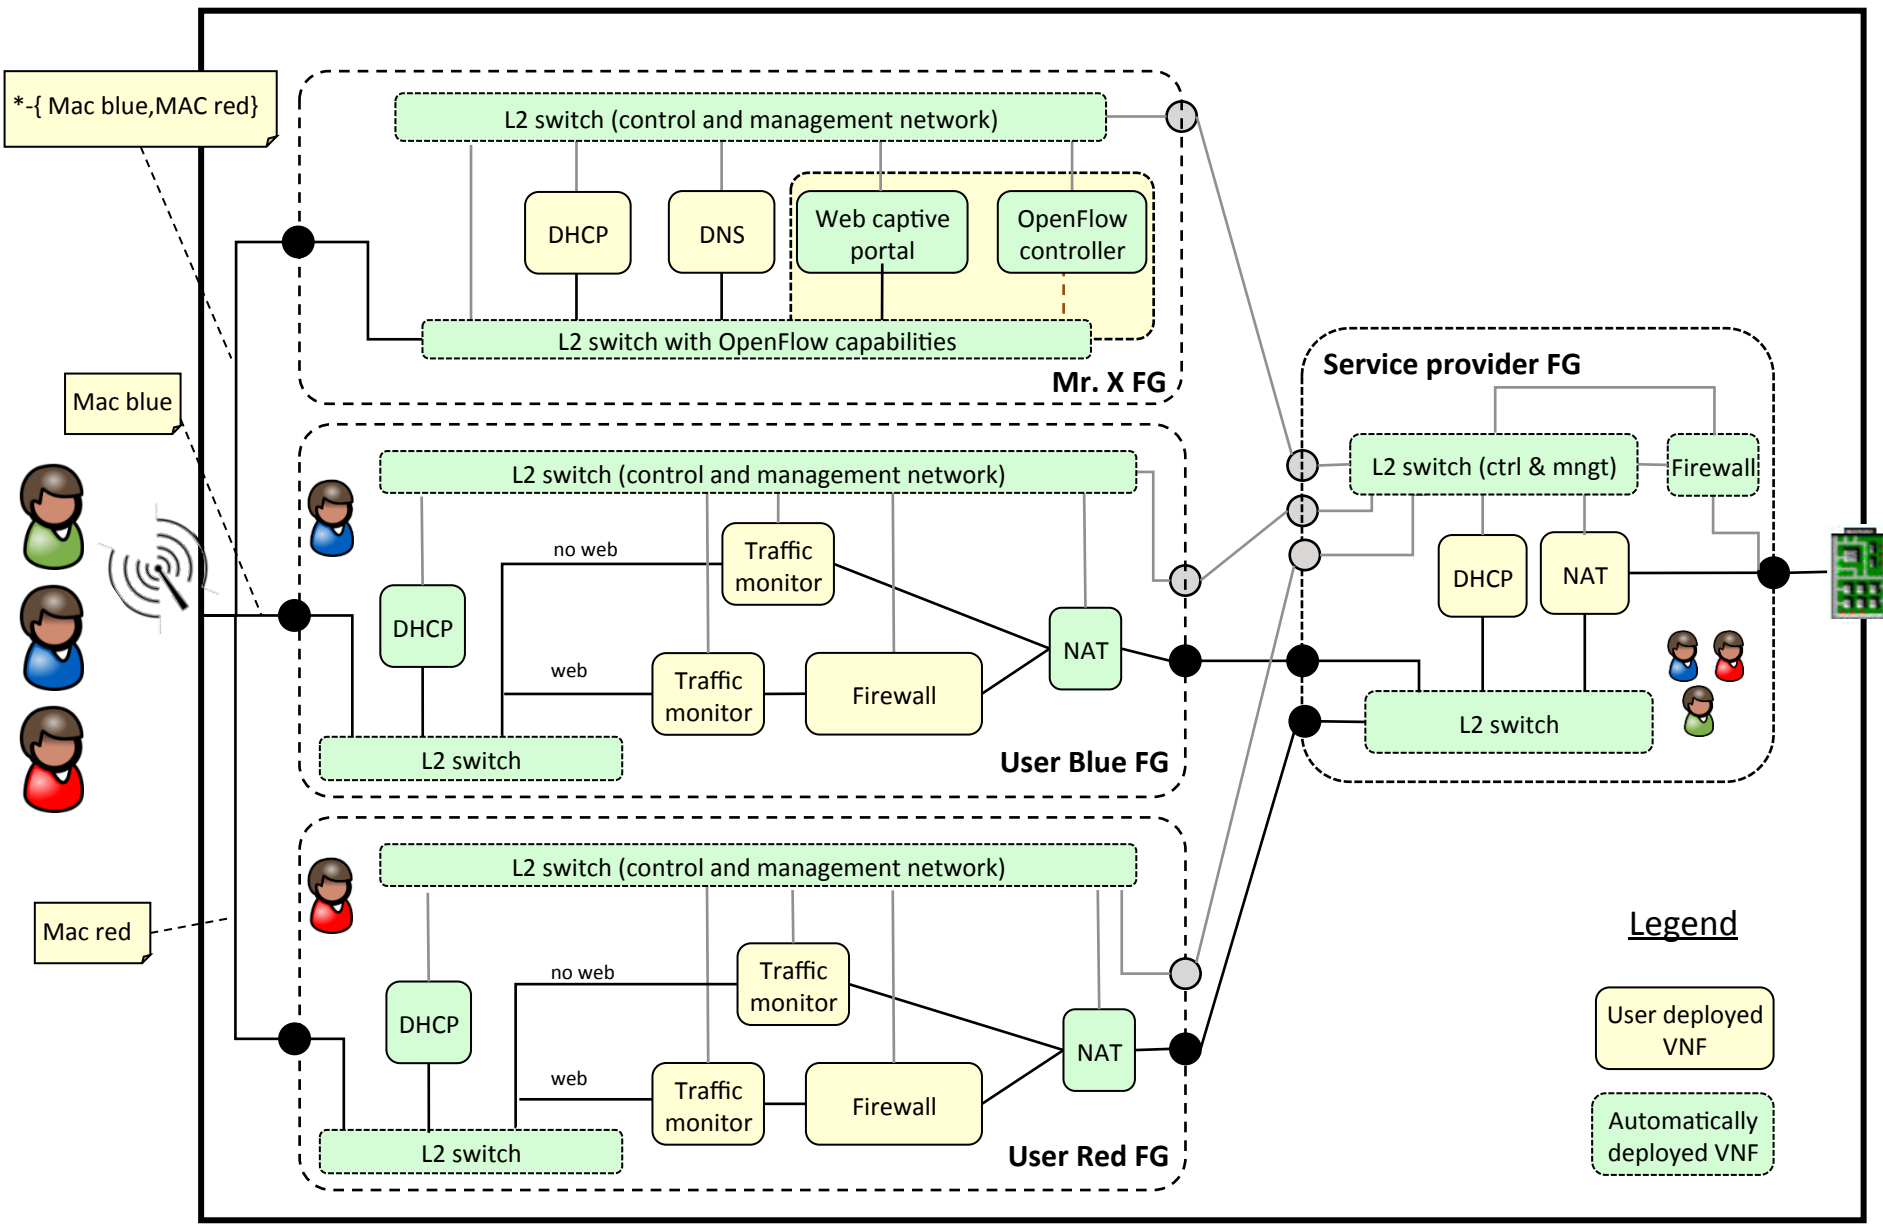 *-{ Mac blue,MAC red}
L2 switch (control and management network)
DHCP
DNS
Web captive
portal
OpenFlow
controller
L2 switch with OpenFlow capabilities
Mr. X FG
Mac blue
L2 switch (control and management network)
no web
Traffic
monitor
DHCP
NAT
web
Traffic
monitor
Firewall
L2 switch
User Blue FG
Service provider FG
L2 switch (ctrl & mngt)
Firewall
DHCP
NAT
L2 switch
Mac red
L2 switch (control and management network)
no web
Traffic
monitor
DHCP
NAT
web
Traffic
monitor
Firewall
L2 switch
User Red FG
Legend
User deployed
VNF
Automatically
deployed VNF